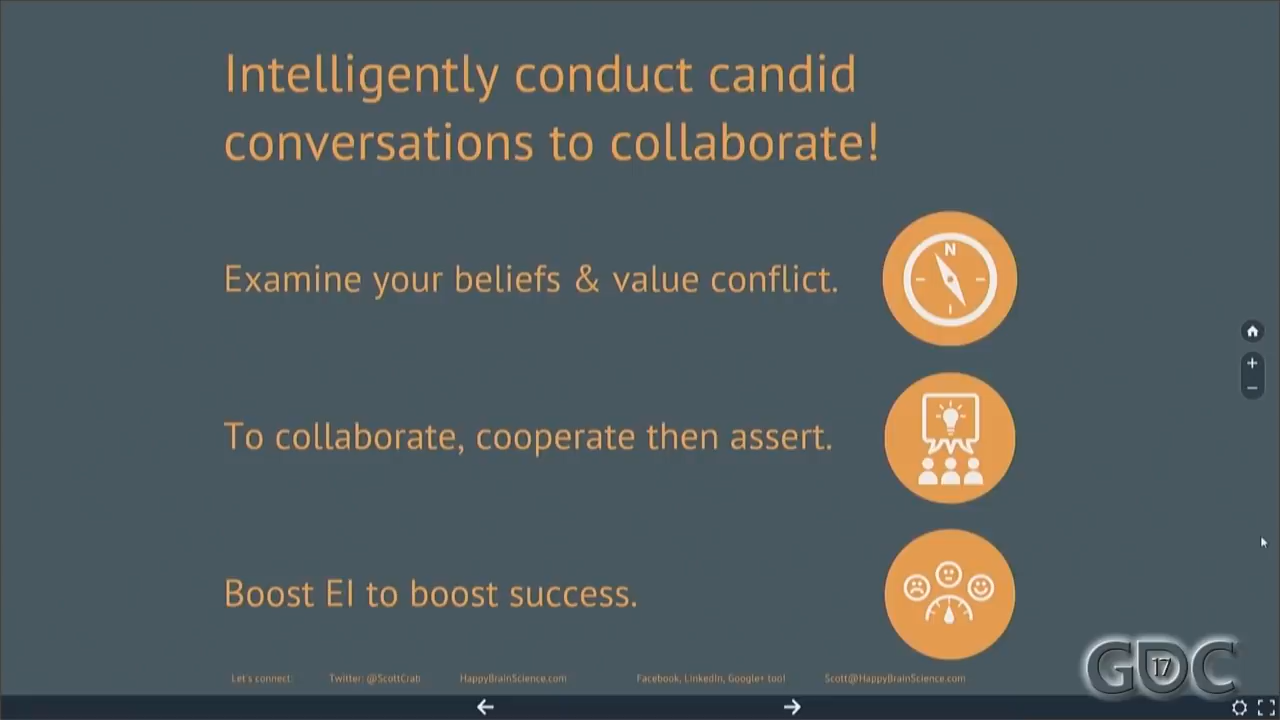 Intelligently conduct candid
conversations to collaborate!
N
Examine your beliefs & value conflict.
To collaborate, cooperate then assert.
Boost EI to boost success.
Let's connect: Twitter: @ScottCrab HappyBrainScience.com Facebook, LinkedIn, Google+ too! Scott@HappyBrainScience.com
GDC 17